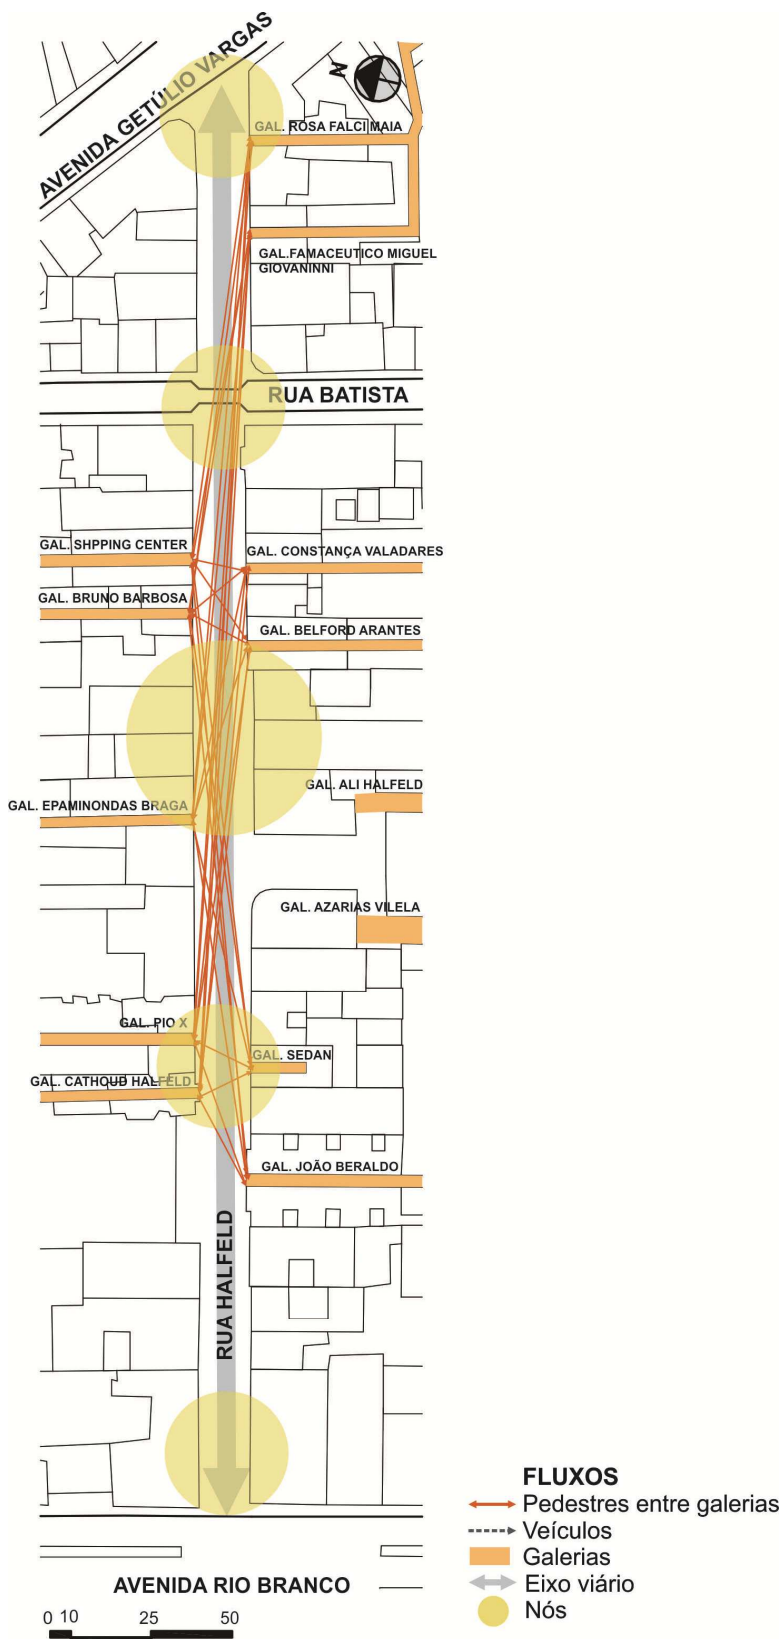 AVENIDA GETÚLIO VARGAS
N
GAL. ROSA FALCI MAIA
GAL.FAMACEUTICO MIGUEL
GIOVANINNI
RUA BATISTA
GAL. SHPPING CENTER
GAL. CONSTANÇA VALADARES
GAL. BRUNO BARBOSA
GAL. BELFORD ARANTES
GAL. ALI HALFELD
GAL. EPAMINONDAS BRAGA
GAL. AZARIAS VILELA
GAL. PIO X
GAL. SEDAN
GAL. CATHOUD HALFELD
GAL. JOÃO BERALDO
RUA HALFELD
FLUXOS
Pedestres entre galerias
Veículos
Galerias
Eixo viário
Nós
AVENIDA RIO BRANCO
0 10 25 50